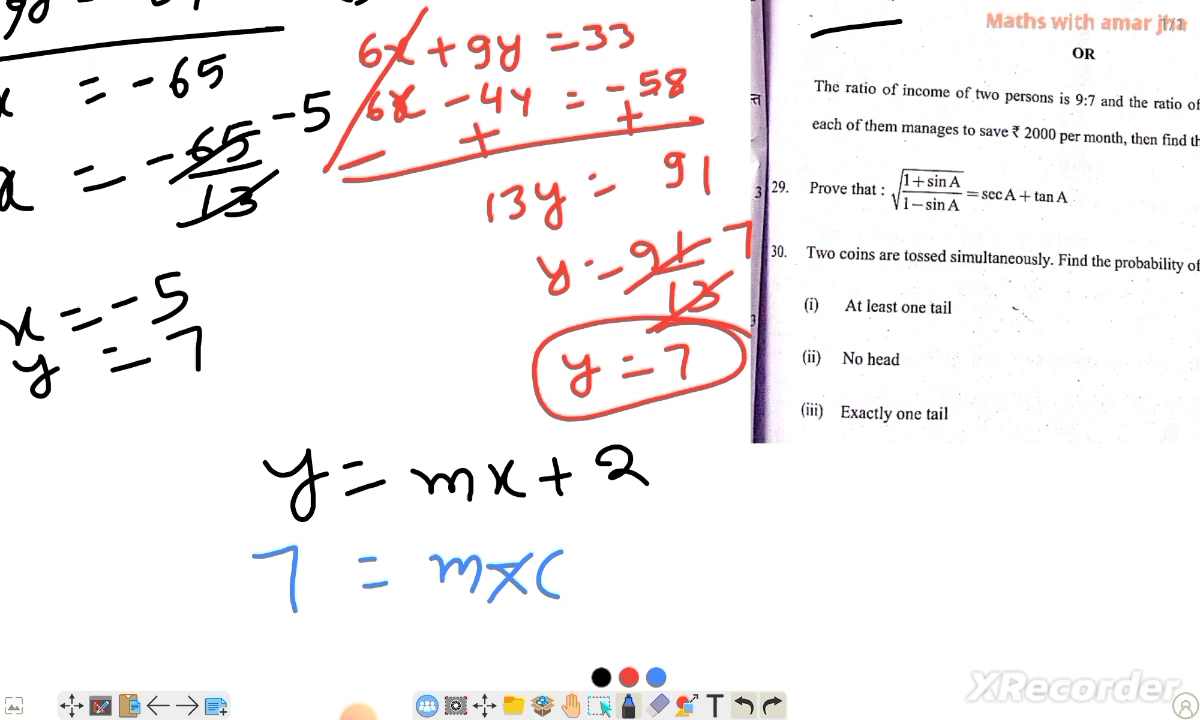 = -65
= -65/13 -5
x = -5
y = 7
6x + 9y = 33
6x - 4y = -58
- + +
13y = 91
y = 91/13 7
y = 7
y = mx + 2
7 = m×(
Maths with amar jha
OR
The ratio of income of two persons is 9:7 and the ratio of
each of them manages to save ₹ 2000 per month, then find th
29. Prove that : √((1+sin A)/(1−sin A)) = sec A + tan A
30. Two coins are tossed simultaneously. Find the probability of
(i) At least one tail
(ii) No head
(iii) Exactly one tail
XRecorder